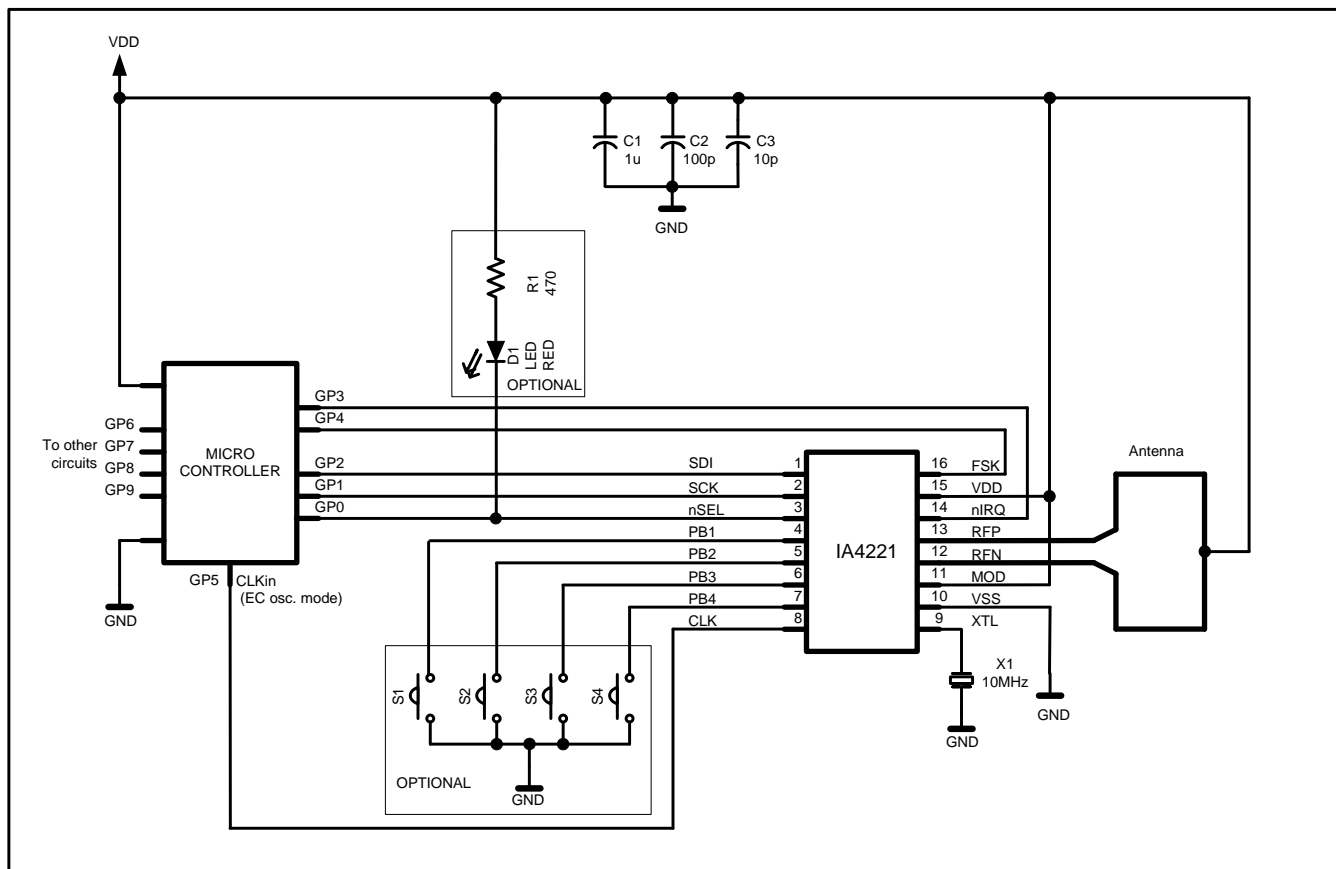 VDD
C1
1u
C2
100p
C3
10p
GND
R1
470
D1
LED
RED
OPTIONAL
GP3
GP4
GP6
To other
circuits
GP7
GP8
GP9
MICRO
CONTROLLER
GP2
GP1
GP0
SDI
SCK
nSEL
PB1
PB2
PB3
PB4
CLK
1
2
3
4
5
6
7
8
IA4221
16
15
14
13
12
11
10
9
FSK
VDD
nIRQ
RFP
RFN
MOD
VSS
XTL
Antenna
GP5
CLKin
(EC osc. mode)
GND
X1
10MHz
GND
GND
S1
S2
S3
S4
OPTIONAL
GND